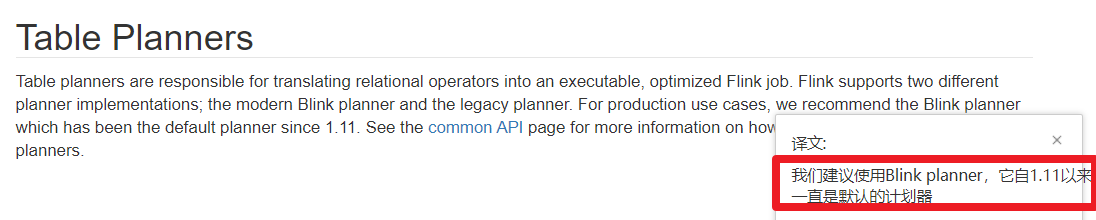 Table Planners
Table planners are responsible for translating relational operators into an executable, optimized Flink job. Flink supports two different
planner implementations; the modern Blink planner and the legacy planner. For production use cases, we recommend the Blink planner
which has been the default planner since 1.11. See the common API page for more information on how
planners.
译文: ×
我们建议使用Blink planner，它自1.11以来
一直是默认的计划器